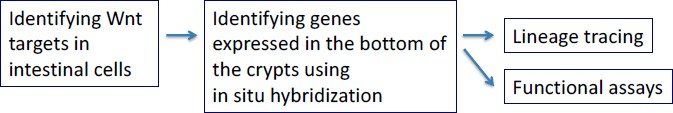 Identifying Wnt
targets in
intestinal cells
Identifying genes
expressed in the bottom of
the crypts using
in situ hybridization
Lineage tracing
Functional assays